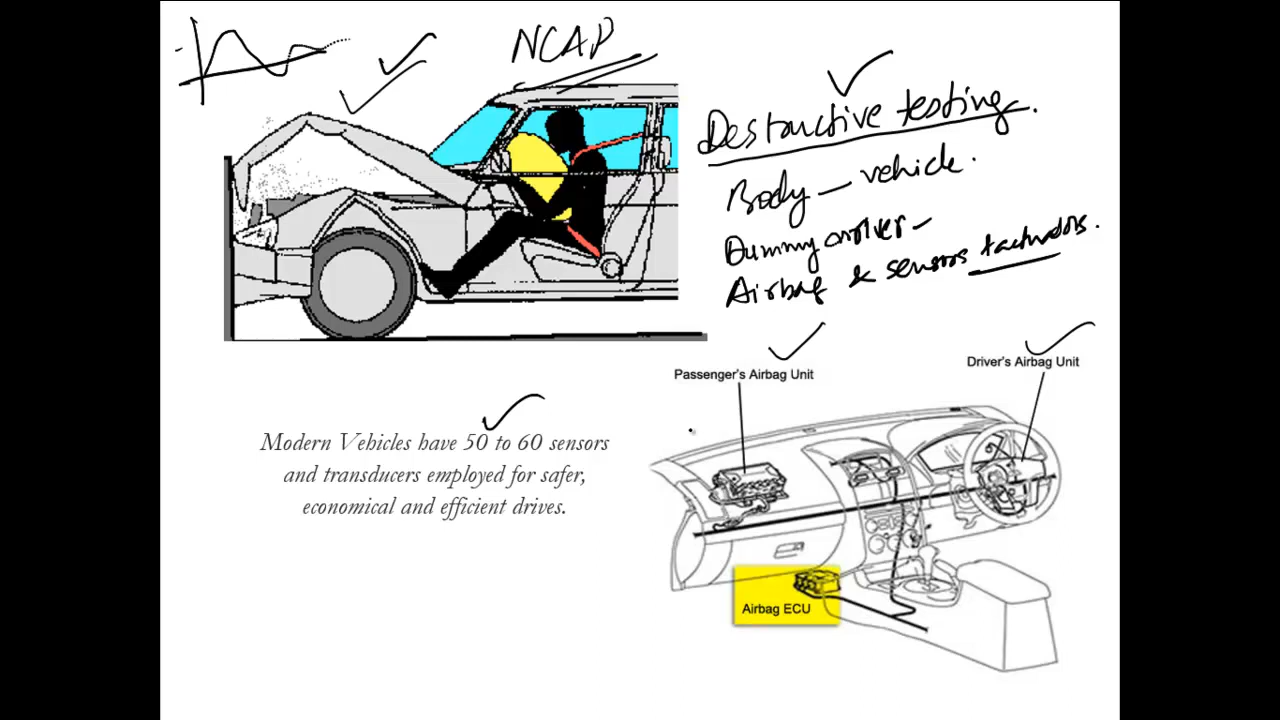 NCAP
Destructive testing.
Body - vehicle.
Dummy driver -
Airbag & sensors + actuators.
Passenger's Airbag Unit
Driver's Airbag Unit
Modern Vehicles have 50 to 60 sensors
and transducers employed for safer,
economical and efficient drives.
Airbag ECU